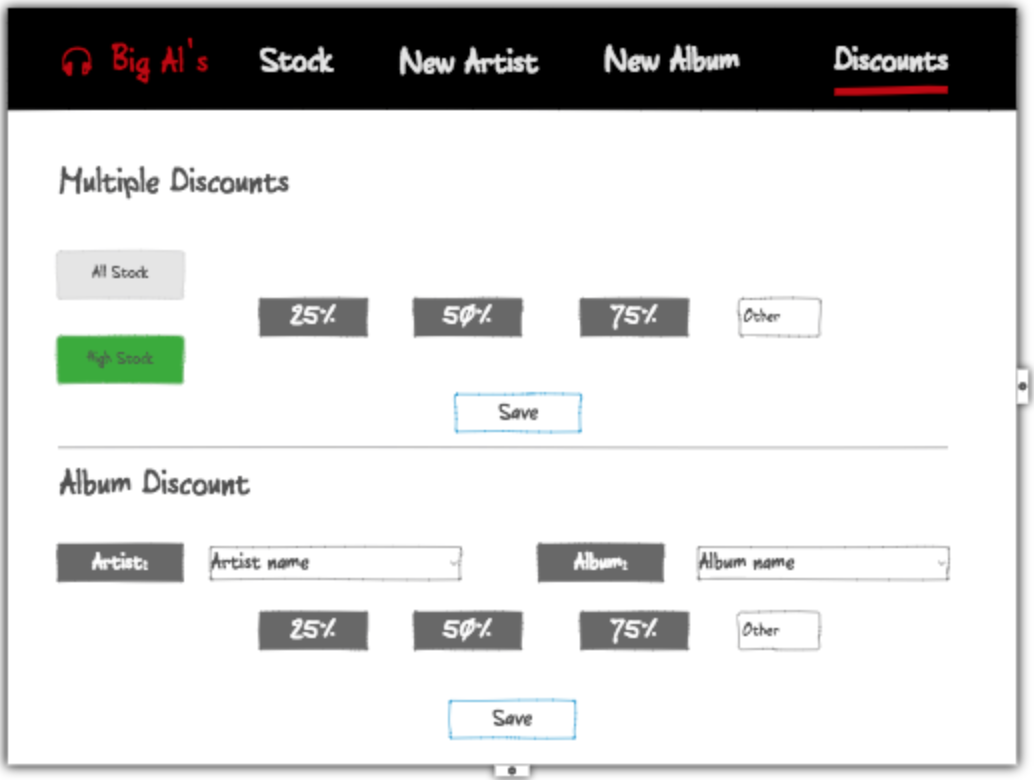 Big Al's Stock New Artist New Album Discounts
Multiple Discounts
All Stock
25% 50% 75% Other
High Stock
Save
Album Discount
Artist: Artist name Album: Album name
25% 50% 75% Other
Save